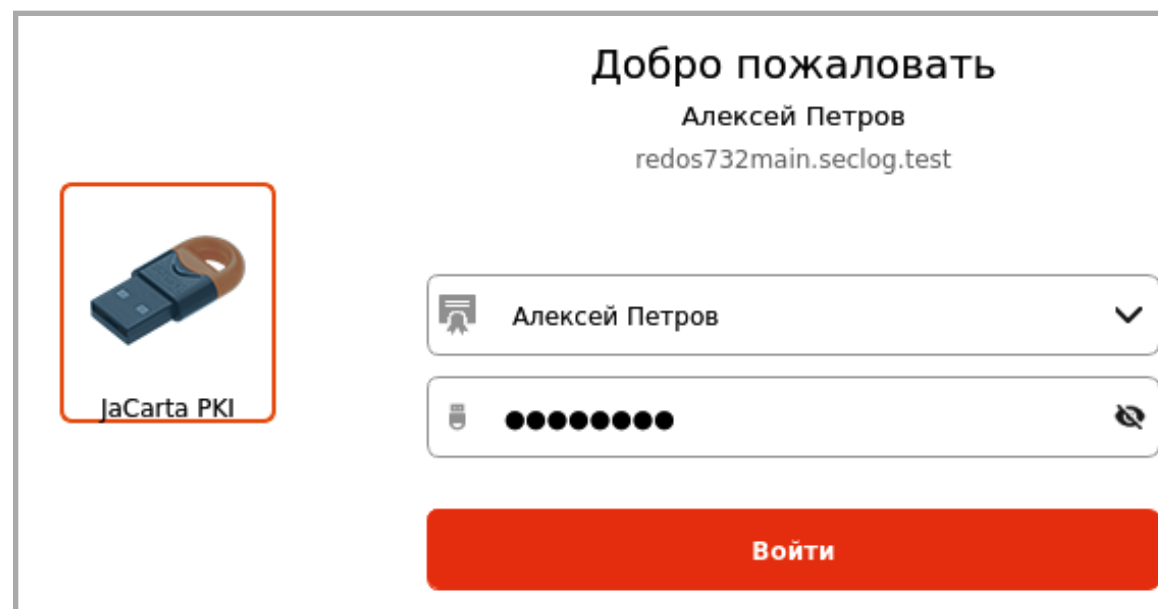 Добро пожаловать
Алексей Петров
redos732main.seclog.test
JaCarta PKI
Алексей Петров
●●●●●●●●
Войти